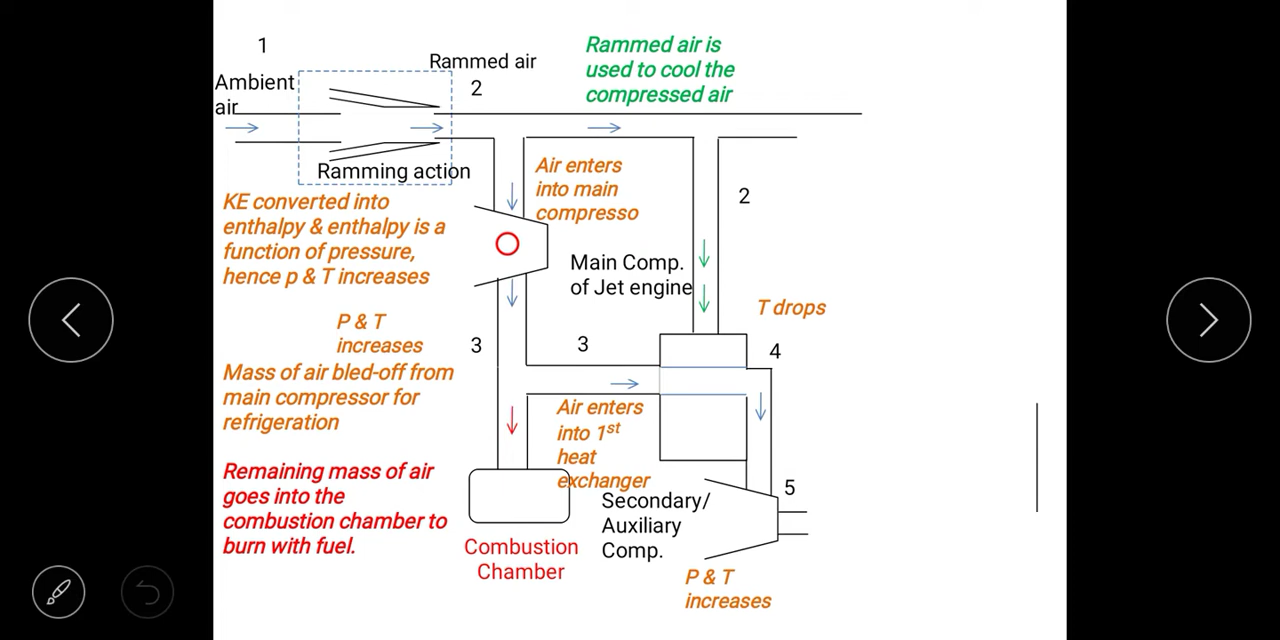 1
Ambient
air
Rammed air
2
Rammed air is
used to cool the
compressed air
Ramming action
KE converted into
enthalpy & enthalpy is a
function of pressure,
hence p & T increases
Air enters
into main
compresso
2
Main Comp.
of Jet engine
T drops
P & T
increases
3
3
4
Mass of air bled-off from
main compressor for
refrigeration
Air enters
into 1st
heat
exchanger
Remaining mass of air
goes into the
combustion chamber to
burn with fuel.
5
Secondary/
Auxiliary
Comp.
Combustion
Chamber
P & T
increases